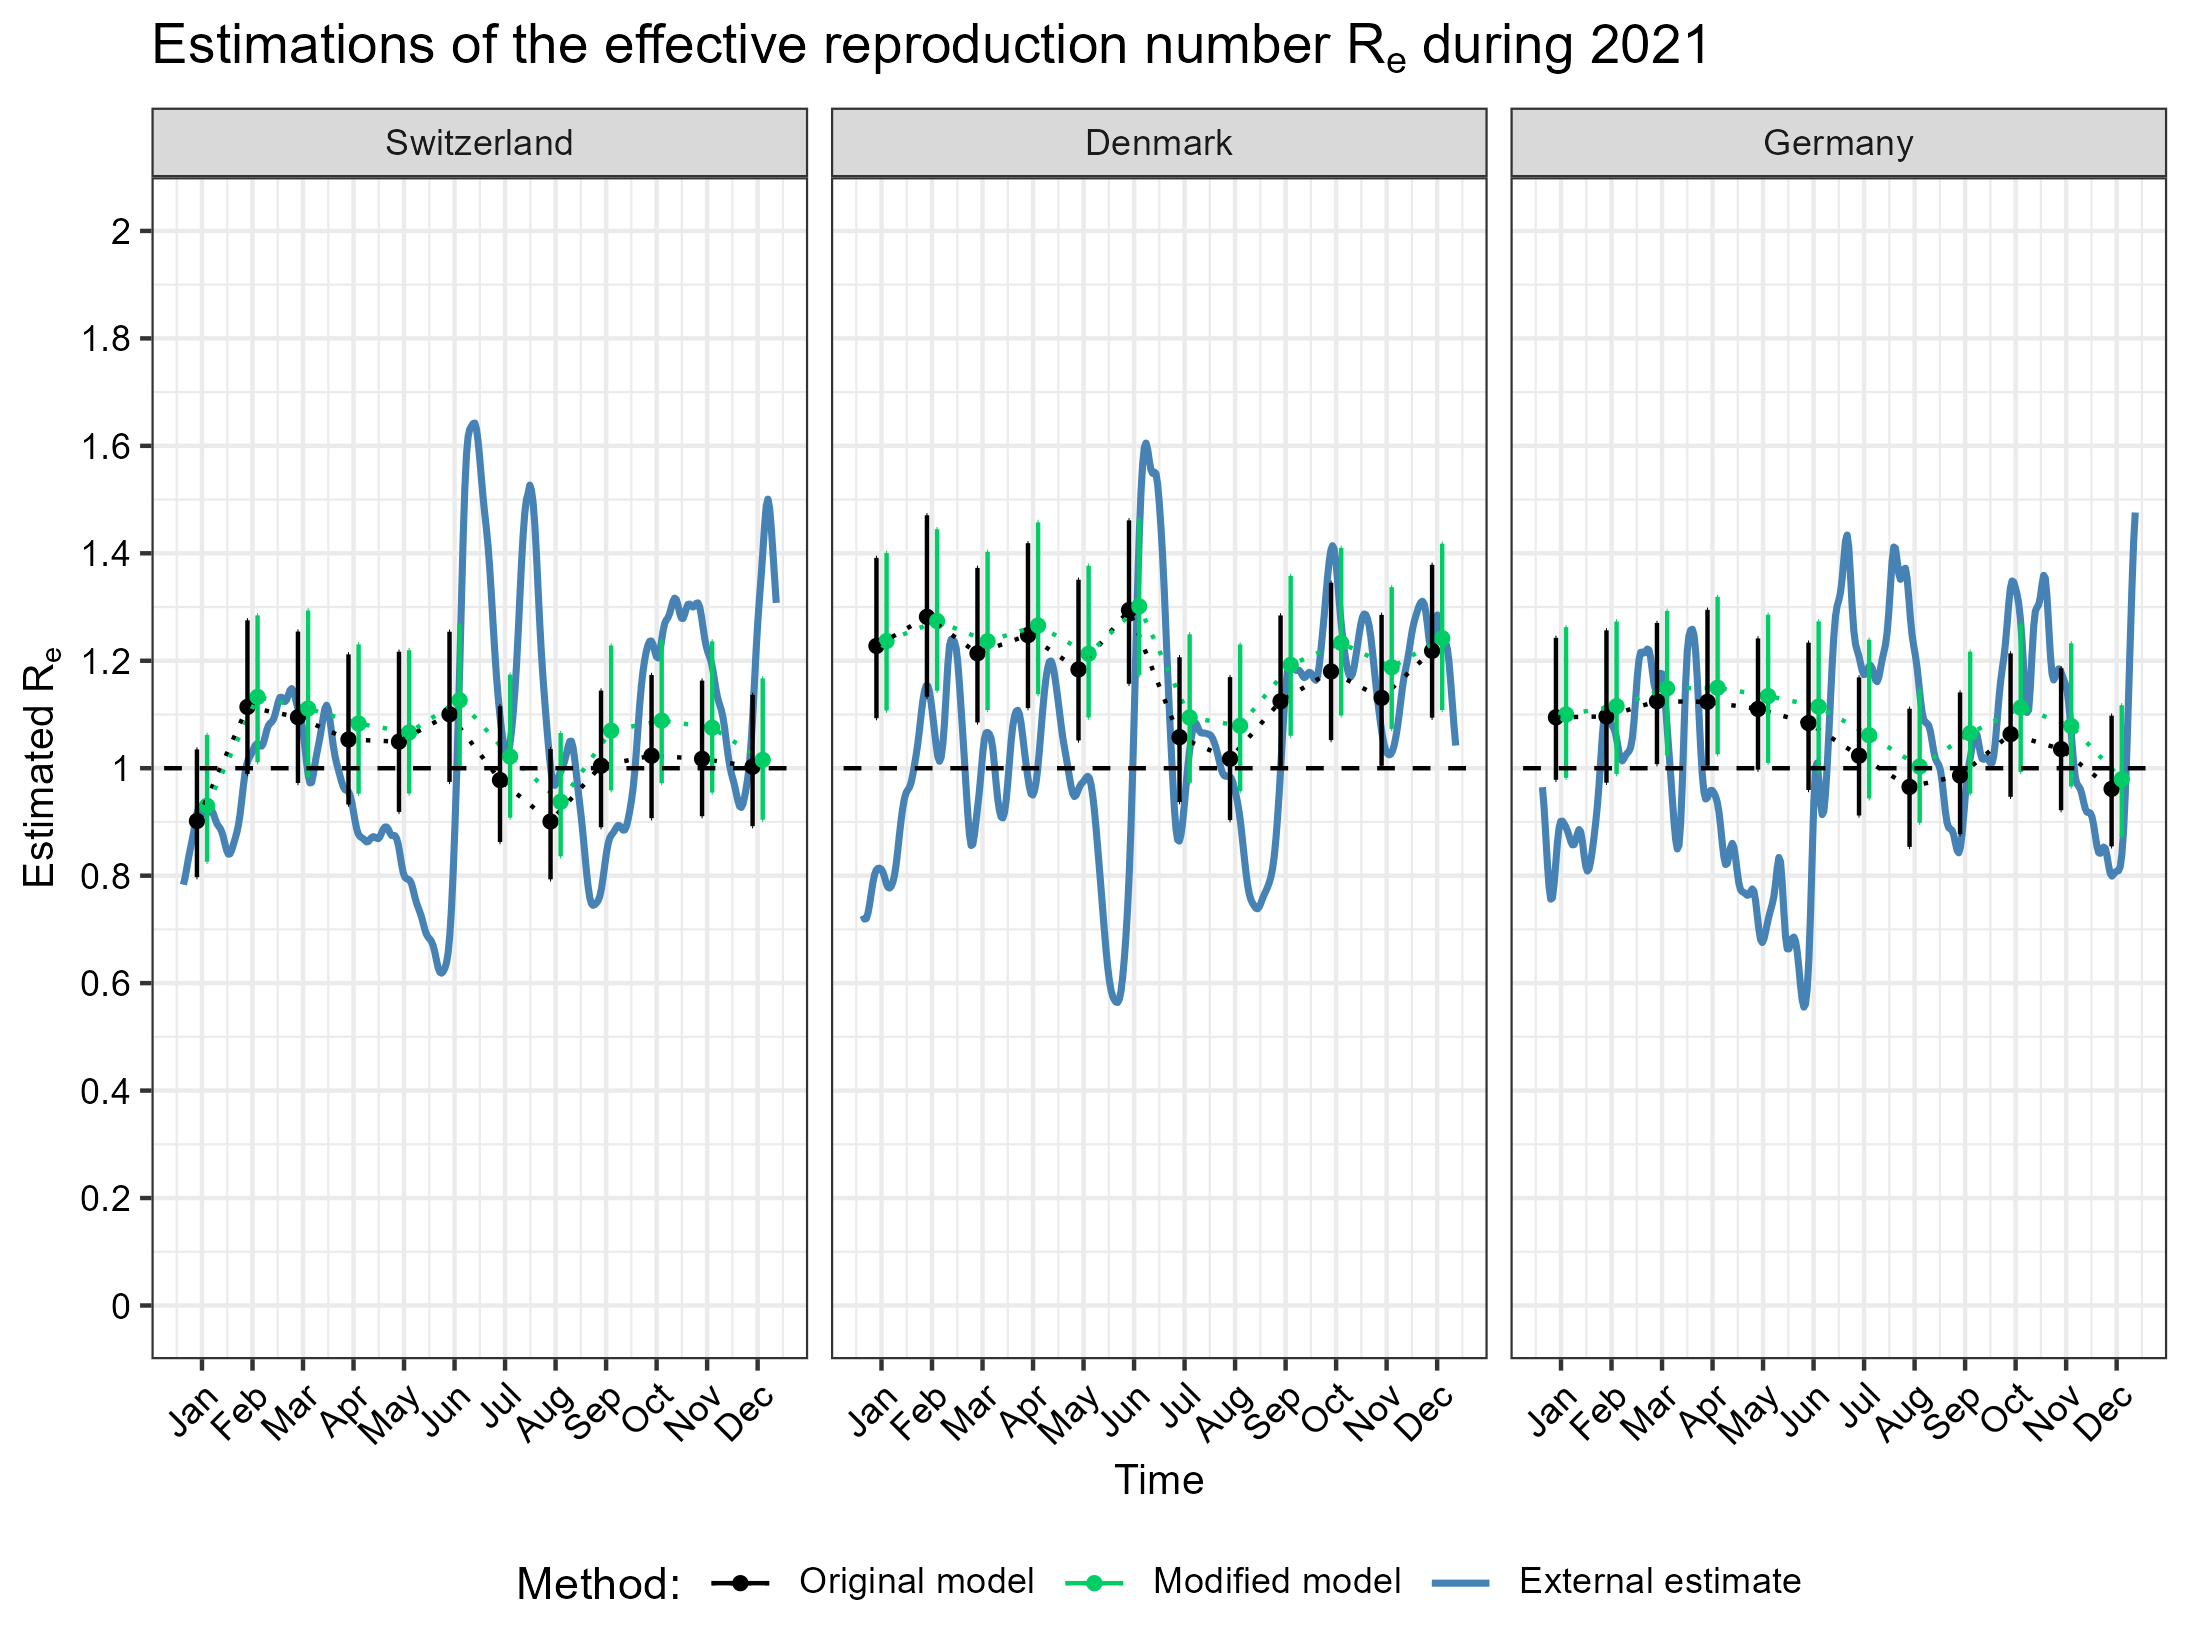 Estimations of the effective reproduction number Re during 2021
Switzerland Denmark Germany
Estimated Re
2
1.8
1.6
1.4
1.2
1
0.8
0.6
0.4
0.2
0
Jan Feb Mar Apr May Jun Jul Aug Sep Oct Nov Dec
Jan Feb Mar Apr May Jun Jul Aug Sep Oct Nov Dec
Jan Feb Mar Apr May Jun Jul Aug Sep Oct Nov Dec
Time
Method: Original model Modified model External estimate